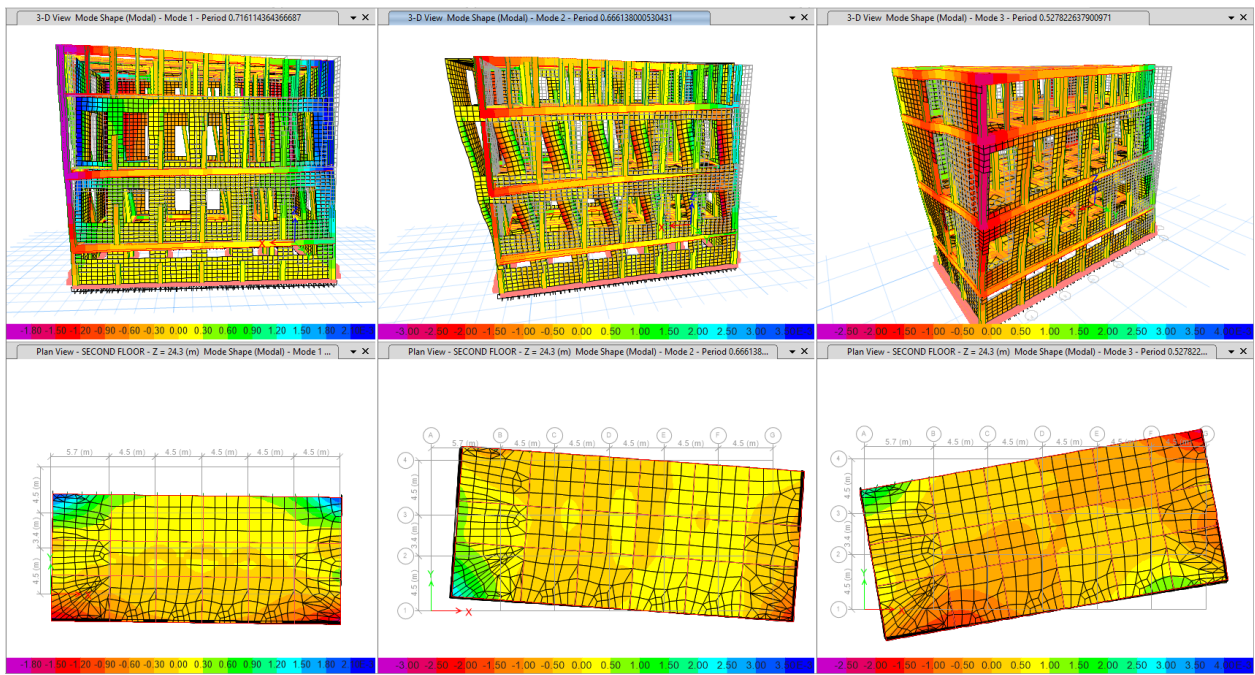 3-D View Mode Shape (Modal) - Mode 1 - Period 0.716114364366687
3-D View Mode Shape (Modal) - Mode 2 - Period 0.666138000530431
3-D View Mode Shape (Modal) - Mode 3 - Period 0.527822637900971
-1.80 -1.50 -1.20 -0.90 -0.60 -0.30 0.00 0.30 0.60 0.90 1.20 1.50 1.80
-3.00 -2.50 -2.00 -1.50 -1.00 -0.50 0.00 0.50 1.00 1.50 2.00 2.50 3.00
-2.50 -2.00 -1.50 -1.00 -0.50 0.00 0.50 1.00 1.50 2.00 2.50 3.00 3.50
Plan View - SECOND FLOOR - Z = 24.3 (m) Mode Shape (Modal) - Mode 1 ...
Plan View - SECOND FLOOR - Z = 24.3 (m) Mode Shape (Modal) - Mode 2 - Period 0.666138...
Plan View - SECOND FLOOR - Z = 24.3 (m) Mode Shape (Modal) - Mode 3 - Period 0.527822...
5.7 (m) 4.5 (m) 4.5 (m) 4.5 (m) 4.5 (m) 4.5 (m)
4.5 (m)
3.4 (m)
4.5 (m)
A B C D E F G
5.7 (m) 4.5 (m) 4.5 (m) 4.5 (m) 4.5 (m) 4.5 (m)
4
4.5 (m)
3
3.4 (m)
2
4.5 (m)
Y
1
X
A B C D E F G
5.7 (m) 4.5 (m) 4.5 (m) 4.5 (m) 4.5 (m) 4.5 (m)
4
4.5 (m)
3
3.4 (m)
2
4.5 (m)
Y
1
-1.80 -1.50 -1.20 -0.90 -0.60 -0.30 0.00 0.30 0.60 0.90 1.20 1.50 1.80
-3.00 -2.50 -2.00 -1.50 -1.00 -0.50 0.00 0.50 1.00 1.50 2.00 2.50 3.00
-2.50 -2.00 -1.50 -1.00 -0.50 0.00 0.50 1.00 1.50 2.00 2.50 3.00 3.50